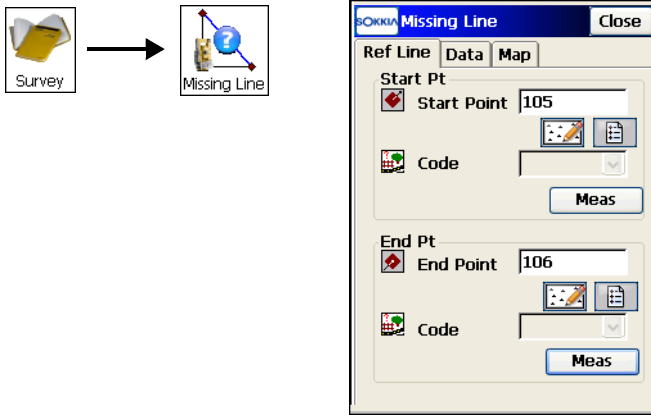 Survey
Missing Line
SOKKIA Missing Line Close
Ref Line Data Map
Start Pt
Start Point 105
Code
Meas
End Pt
End Point 106
Code
Meas